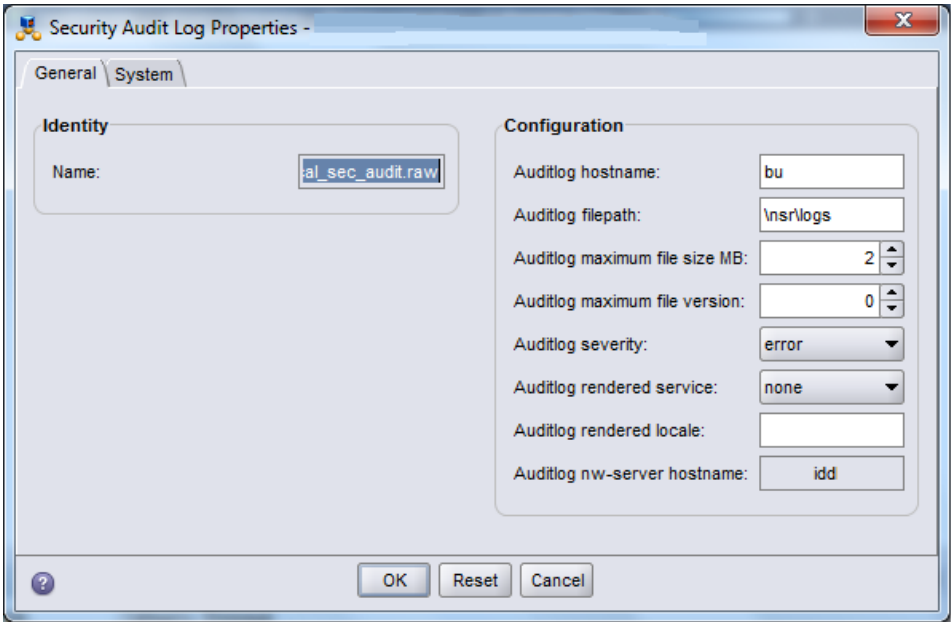 Security Audit Log Properties -
General System
Identity
Name: al_sec_audit.raw
Configuration
Auditlog hostname: bu
Auditlog filepath: \nsr\logs
Auditlog maximum file size MB: 2
Auditlog maximum file version: 0
Auditlog severity: error
Auditlog rendered service: none
Auditlog rendered locale:
Auditlog nw-server hostname: idd
? OK Reset Cancel